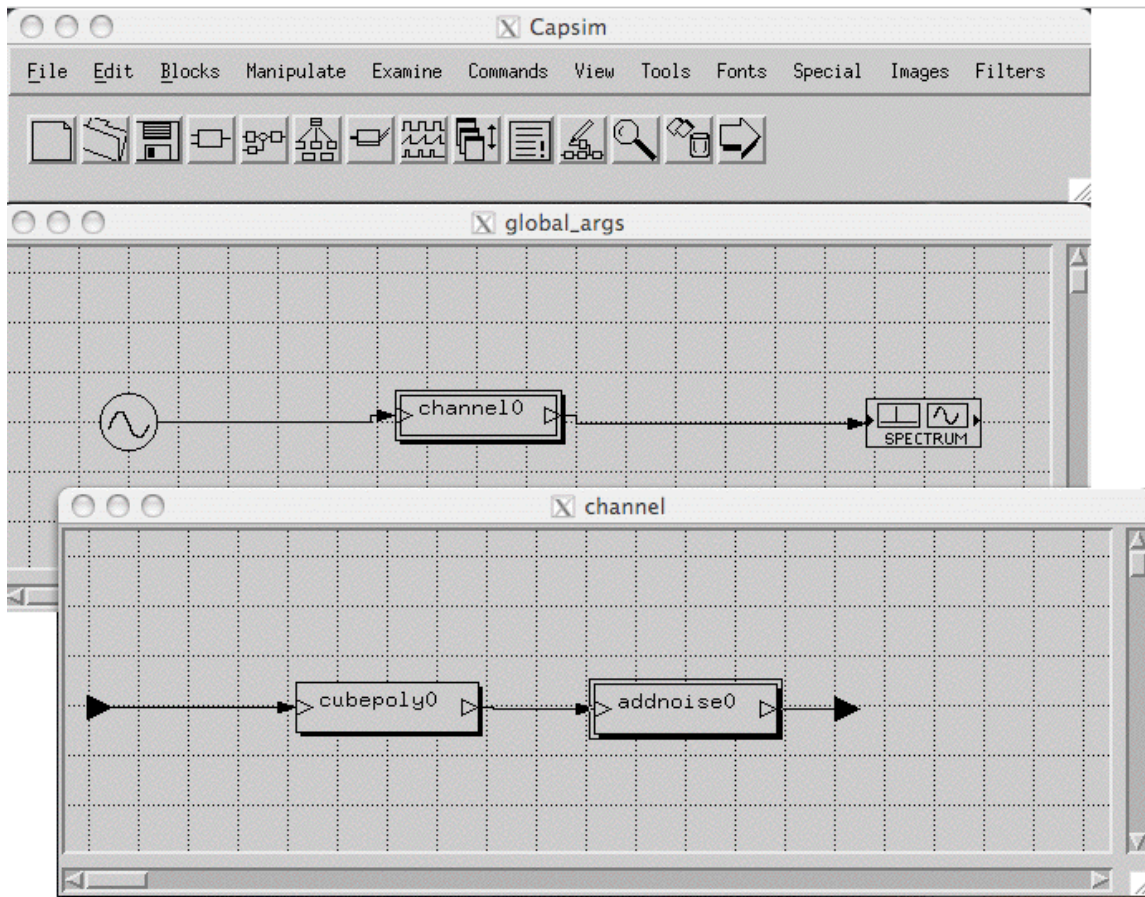 Capsim
File Edit Blocks Manipulate Examine Commands View Tools Fonts Special Images Filters
global_args
channel0
SPECTRUM
channel
cubepoly0
addnoise0